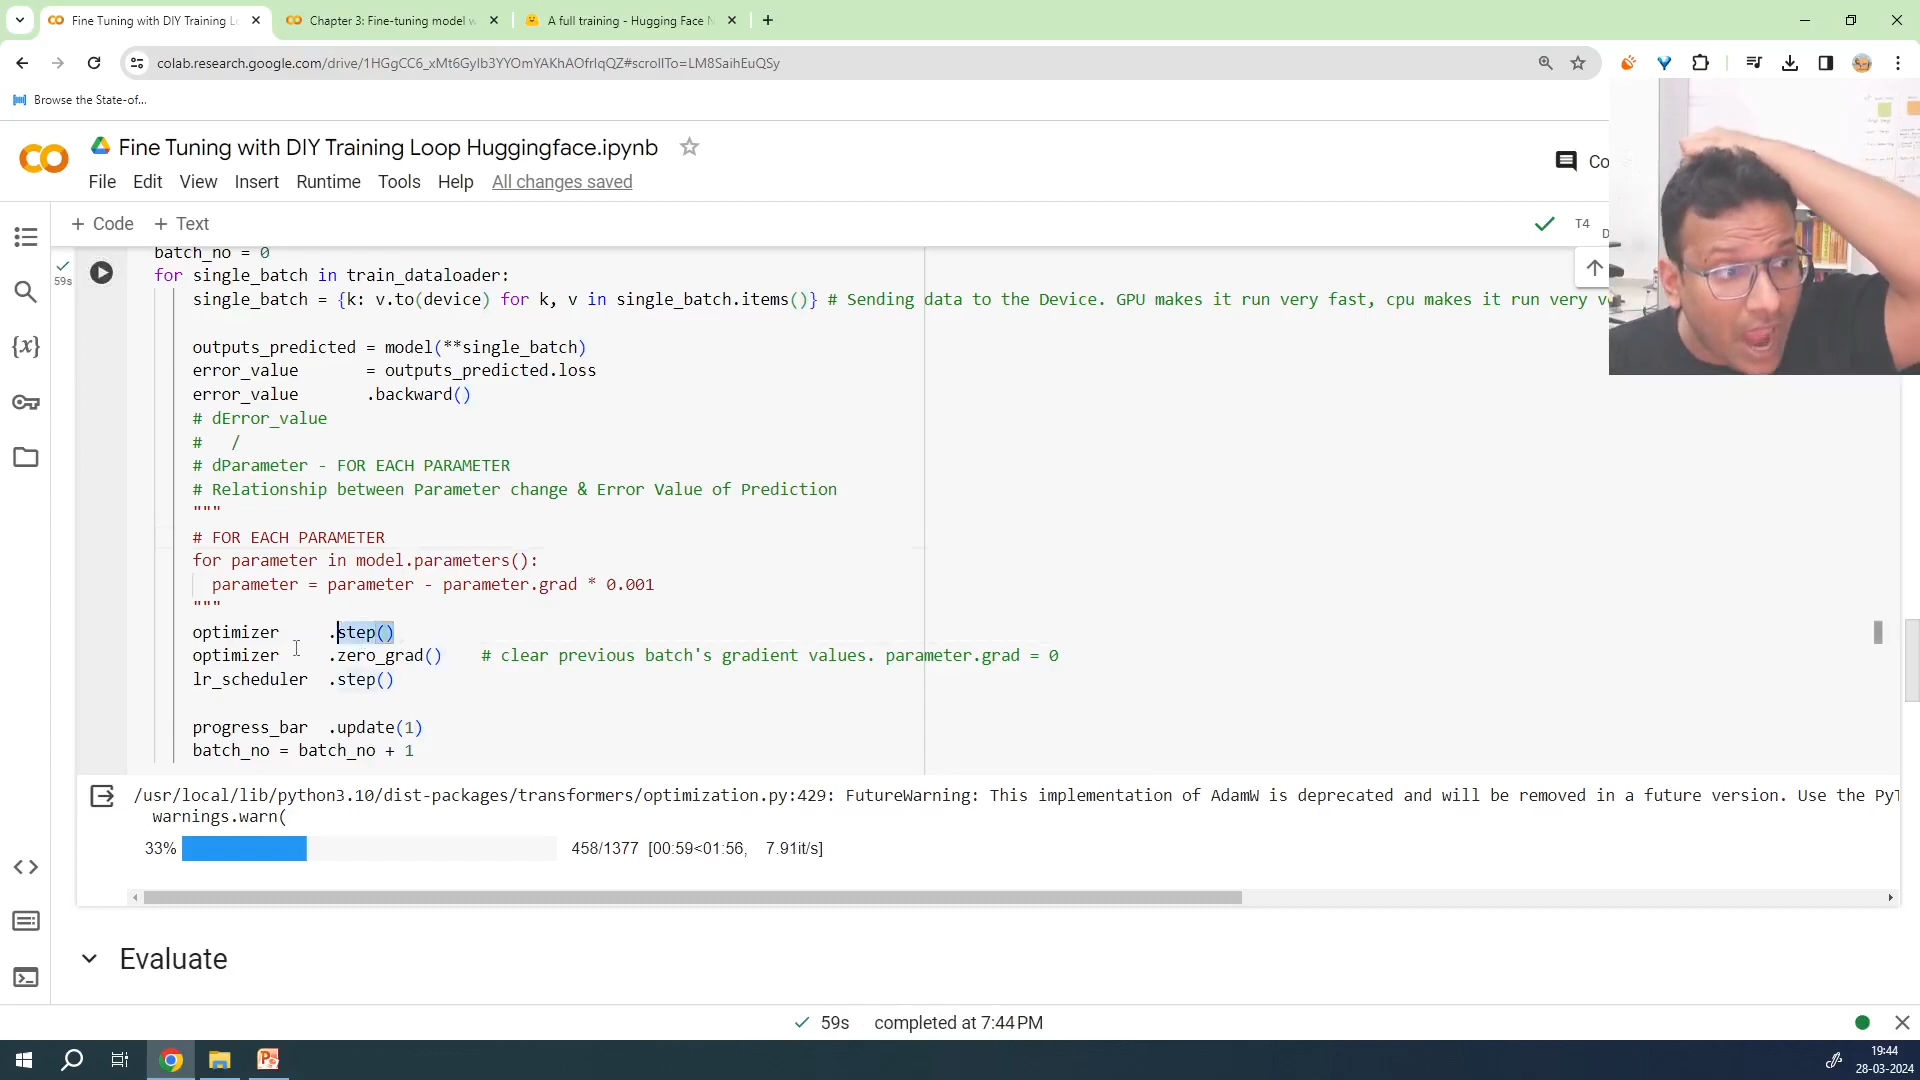 Fine Tuning with DIY Training L
Chapter 3: Fine-tuning model w
A full training - Hugging Face N
colab.research.google.com/drive/1HGgCC6_xMt6Gylb3YYOmYAKhAOfrlqQZ#scrollTo=LM8SaihEuQSy
Browse the State-of...
CO
Fine Tuning with DIY Training Loop Huggingface.ipynb
File Edit View Insert Runtime Tools Help All changes saved
Co
+ Code + Text
T4
D
59s
batch_no = 0
for single_batch in train_dataloader:
single_batch = {k: v.to(device) for k, v in single_batch.items()} # Sending data to the Device. GPU makes it run very fast, cpu makes it run very v
outputs_predicted = model(**single_batch)
error_value = outputs_predicted.loss
error_value .backward()
# dError_value
# /
# dParameter - FOR EACH PARAMETER
# Relationship between Parameter change & Error Value of Prediction
"""
# FOR EACH PARAMETER
for parameter in model.parameters():
parameter = parameter - parameter.grad * 0.001
"""
optimizer .step()
optimizer .zero_grad() # clear previous batch's gradient values. parameter.grad = 0
lr_scheduler .step()
progress_bar .update(1)
batch_no = batch_no + 1
/usr/local/lib/python3.10/dist-packages/transformers/optimization.py:429: FutureWarning: This implementation of AdamW is deprecated and will be removed in a future version. Use the PyT
warnings.warn(
33% 458/1377 [00:59<01:56, 7.91it/s]
Evaluate
59s completed at 7:44 PM
19:44
28-03-2024